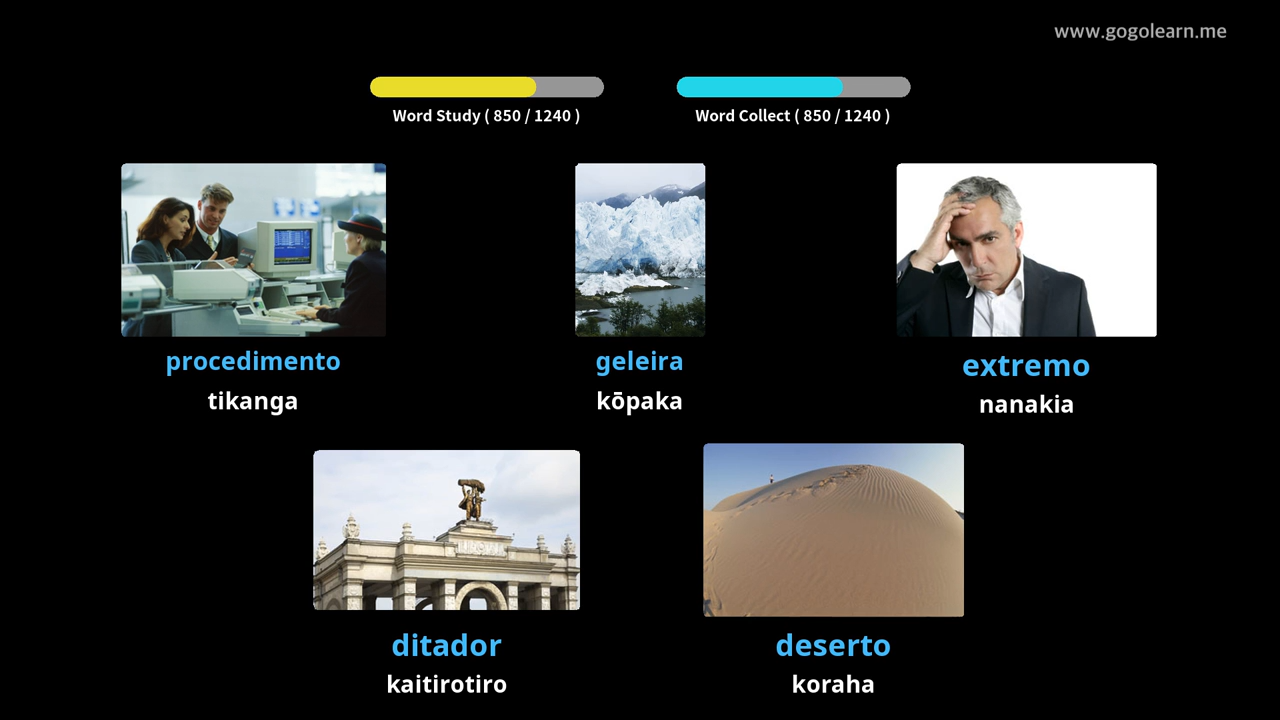 www.gogolearn.me
Word Study ( 850 / 1240 )
Word Collect ( 850 / 1240 )
procedimento
tikanga
geleira
kōpaka
extremo
nanakia
ditador
kaitirotiro
deserto
koraha